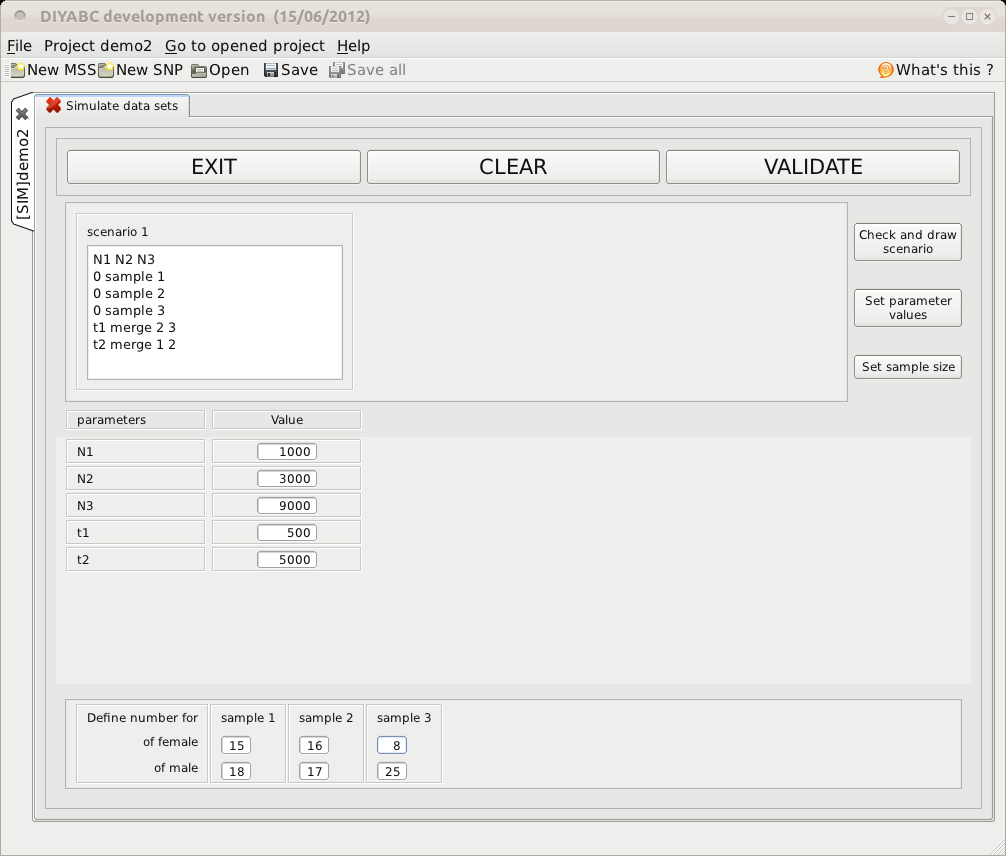 DIYABC development version (15/06/2012)
File Project demo2 Go to opened project Help
New MSS New SNP Open Save Save all What's this ?
[SIM]demo2
Simulate data sets
EXIT CLEAR VALIDATE
scenario 1
N1 N2 N3
0 sample 1
0 sample 2
0 sample 3
t1 merge 2 3
t2 merge 1 2
Check and draw
scenario
Set parameter
values
Set sample size
parameters Value
N1 1000
N2 3000
N3 9000
t1 500
t2 5000
Define number for sample 1 sample 2 sample 3
of female 15 16 8
of male 18 17 25